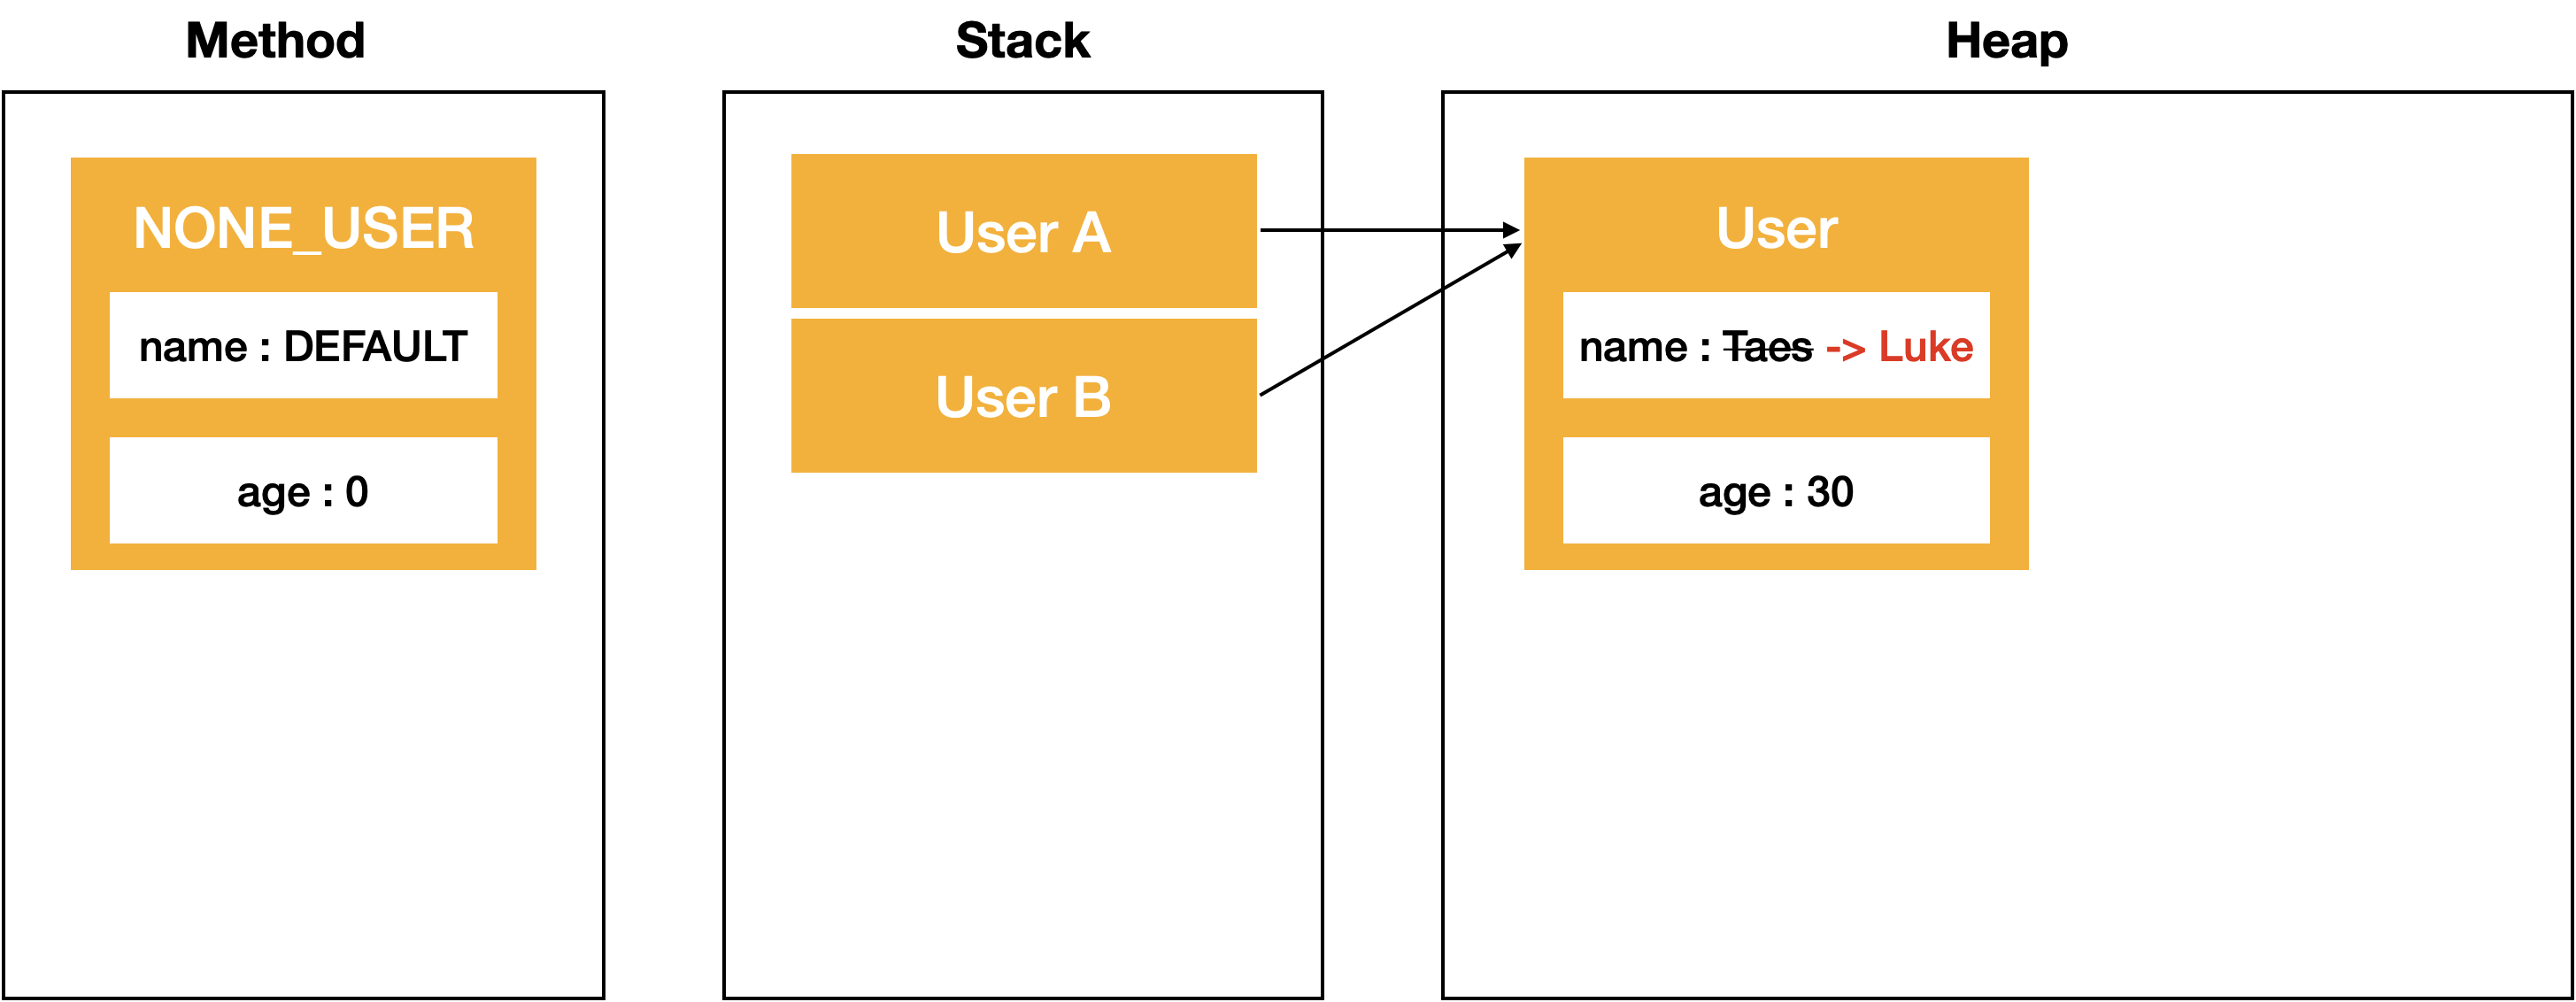 Method
NONE_USER
name : DEFAULT
age : 0
Stack
User A
User B
Heap
User
name : Taes -> Luke
age : 30